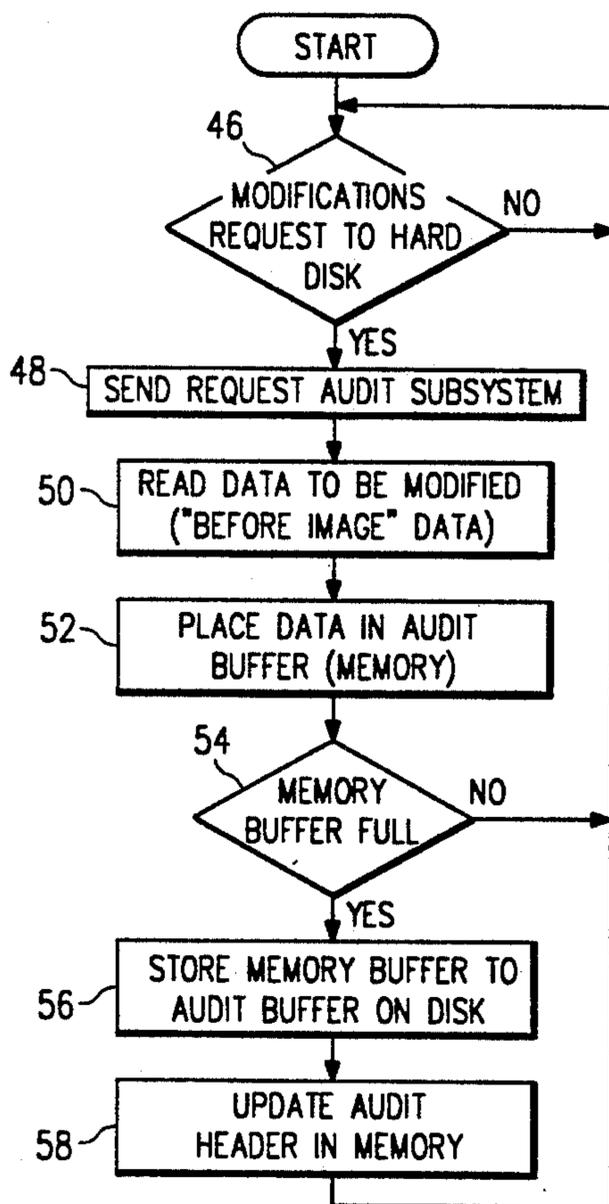 START
46
MODIFICATIONS
REQUEST TO HARD
DISK
NO
YES
48
SEND REQUEST AUDIT SUBSYSTEM
50
READ DATA TO BE MODIFIED
("BEFORE IMAGE" DATA)
52
PLACE DATA IN AUDIT
BUFFER (MEMORY)
54
MEMORY
BUFFER FULL
NO
YES
56
STORE MEMORY BUFFER TO
AUDIT BUFFER ON DISK
58
UPDATE AUDIT
HEADER IN MEMORY